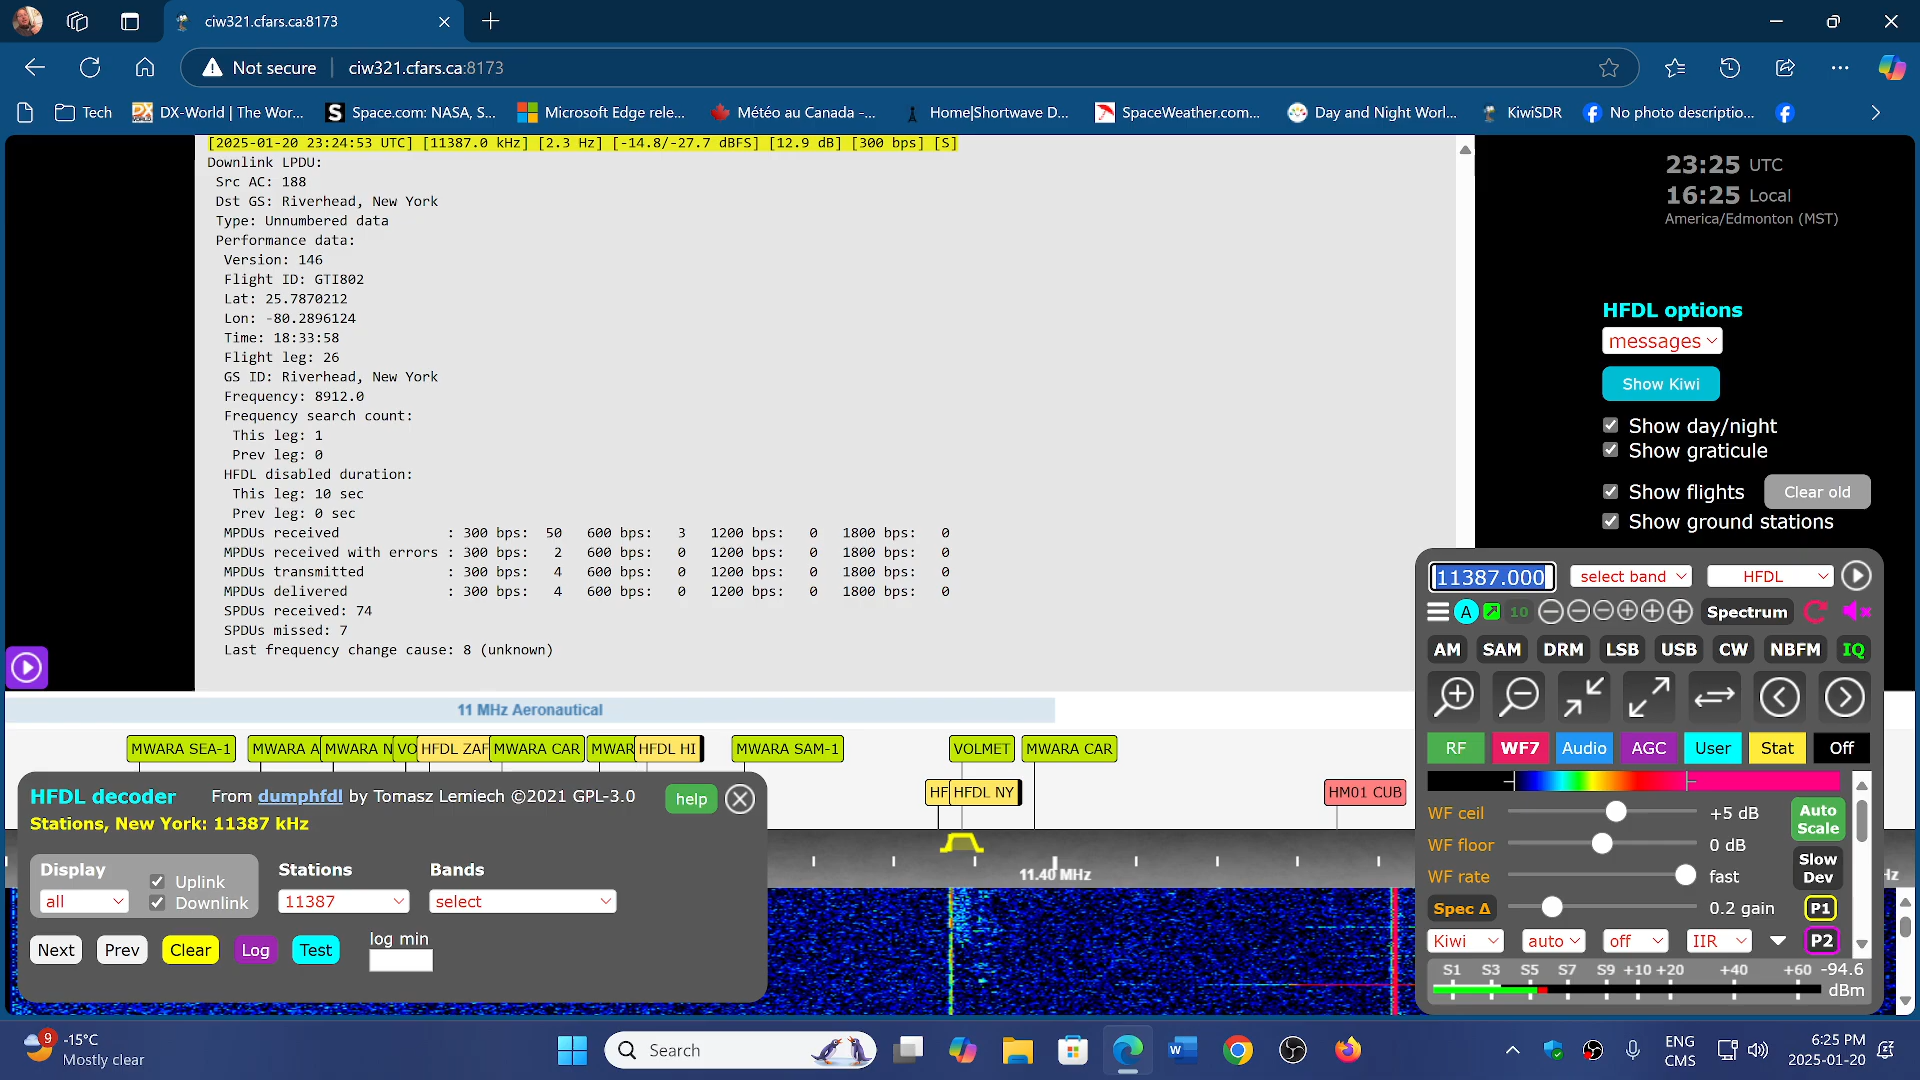 ciw321.cfars.ca:8173
Not secure ciw321.cfars.ca:8173
Tech DX-World | The Wor... Space.com: NASA, S... Microsoft Edge rele... Météo au Canada -... Home|Shortwave D... SpaceWeather.com... Day and Night Worl... KiwiSDR No photo descriptio...
[2025-01-20 23:24:53 UTC] [11387.0 kHz] [2.3 Hz] [-14.8/-27.7 dBFS] [12.9 dB] [300 bps] [S]
Downlink LPDU:
Src AC: 188
Dst GS: Riverhead, New York
Type: Unnumbered data
Performance data:
Version: 146
Flight ID: GTI802
Lat: 25.7870212
Lon: -80.2896124
Time: 18:33:58
Flight leg: 26
GS ID: Riverhead, New York
Frequency: 8912.0
Frequency search count:
This leg: 1
Prev leg: 0
HFDL disabled duration:
This leg: 10 sec
Prev leg: 0 sec
MPDUs received : 300 bps: 50 600 bps: 3 1200 bps: 0 1800 bps: 0
MPDUs received with errors : 300 bps: 2 600 bps: 0 1200 bps: 0 1800 bps: 0
MPDUs transmitted : 300 bps: 4 600 bps: 0 1200 bps: 0 1800 bps: 0
MPDUs delivered : 300 bps: 4 600 bps: 0 1200 bps: 0 1800 bps: 0
SPDUs received: 74
SPDUs missed: 7
Last frequency change cause: 8 (unknown)
23:25 UTC
16:25 Local
America/Edmonton (MST)
HFDL options
messages
Show Kiwi
Show day/night
Show graticule
Show flights Clear old
Show ground stations
11 MHz Aeronautical
MWARA SEA-1 MWARA A MWARA N VO HFDL ZAF MWARA CAR MWAR HFDL HI MWARA SAM-1 VOLMET MWARA CAR
HF HFDL NY HM01 CUB
11.40 MHz
Hz
HFDL decoder From dumphfdl by Tomasz Lemiech ©2021 GPL-3.0 help
Stations, New York: 11387 kHz
Display Stations Bands
Uplink
all 11387 select
Downlink
log min
Next Prev Clear Log Test
11387.000 select band HFDL
A 10 Spectrum
AM SAM DRM LSB USB CW NBFM IQ
RF WF7 Audio AGC User Stat Off
WF ceil +5 dB Auto Scale
WF floor 0 dB
WF rate fast Slow Dev
Spec Δ 0.2 gain P1
Kiwi auto off IIR P2
S1 S3 S5 S7 S9 +10 +20 +40 +60 -94.6
dBm
9 -15°C
Mostly clear
Search
ENG
CMS
6:25 PM
2025-01-20